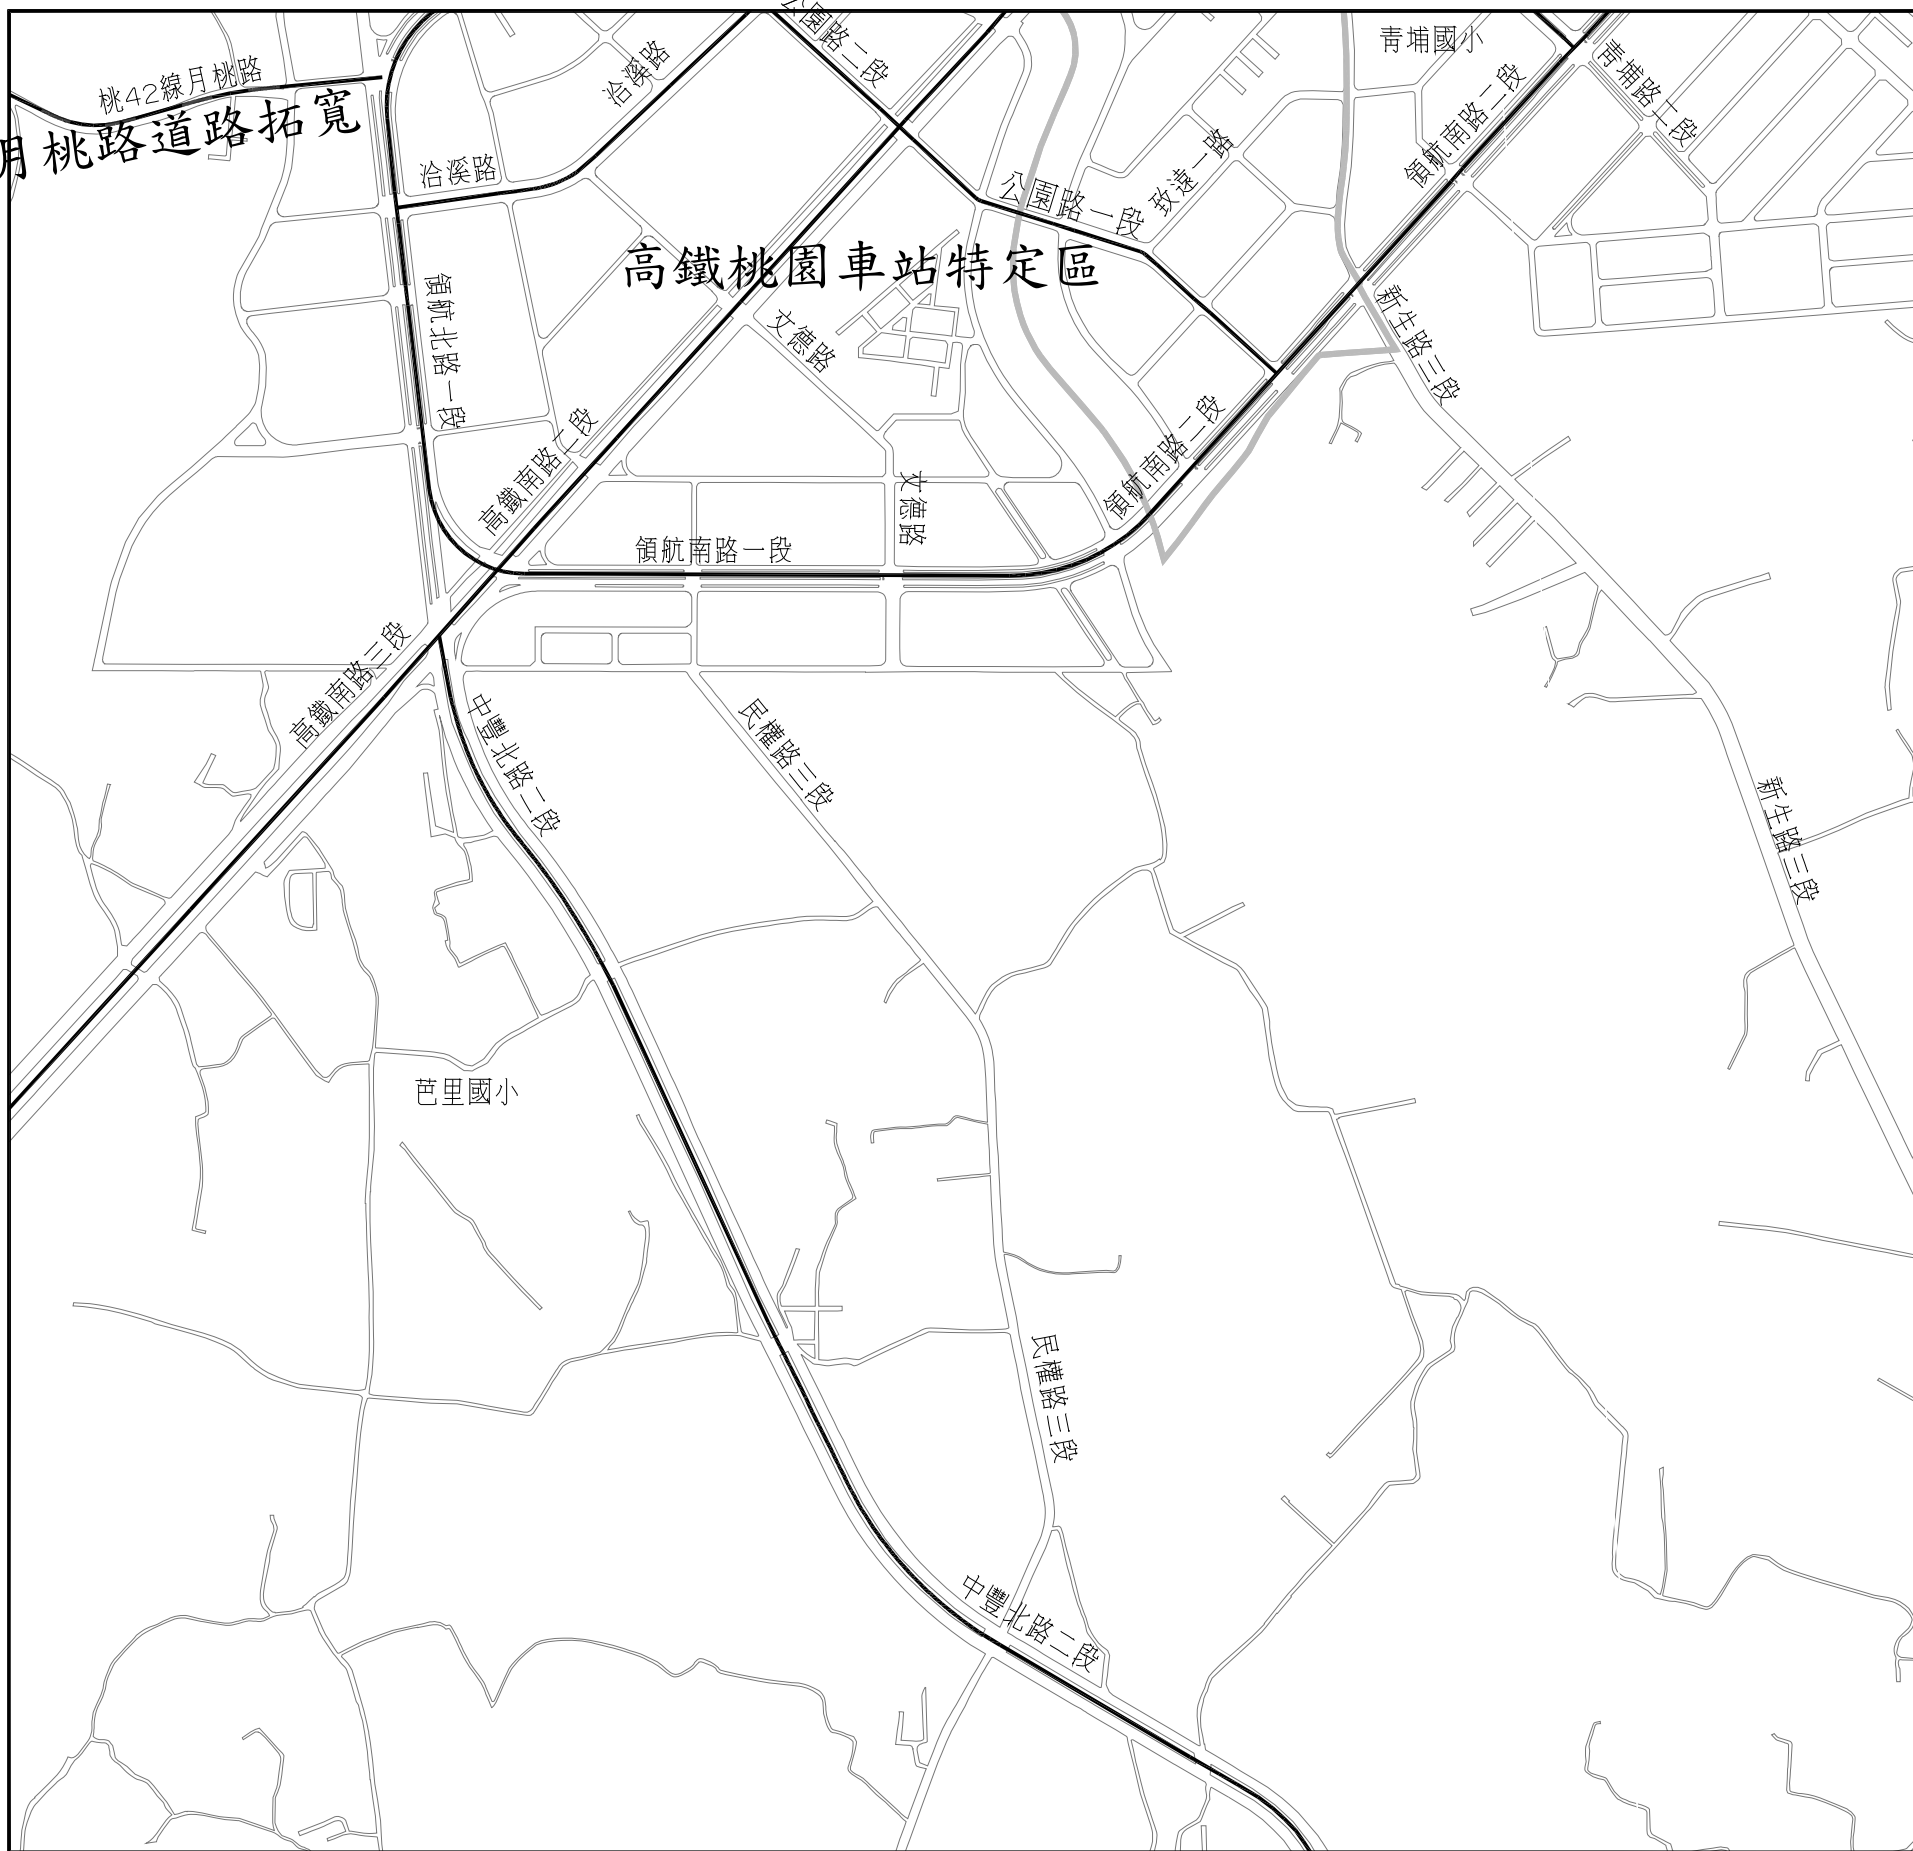 公園路二段
青埔國小
洽溪路
桃42線月桃路
青埔路二段
領航南路二段
月桃路道路拓寬
洽溪路
致遠一路
公園路一段
高鐵桃園車站特定區
領航北路一段
文德路
新生路三段
高鐵南路二段
領航南路二段
文德路
領航南路一段
高鐵南路三段
中豐北路二段
民權路三段
新生路三段
芭里國小
民權路三段
中豐北路二段